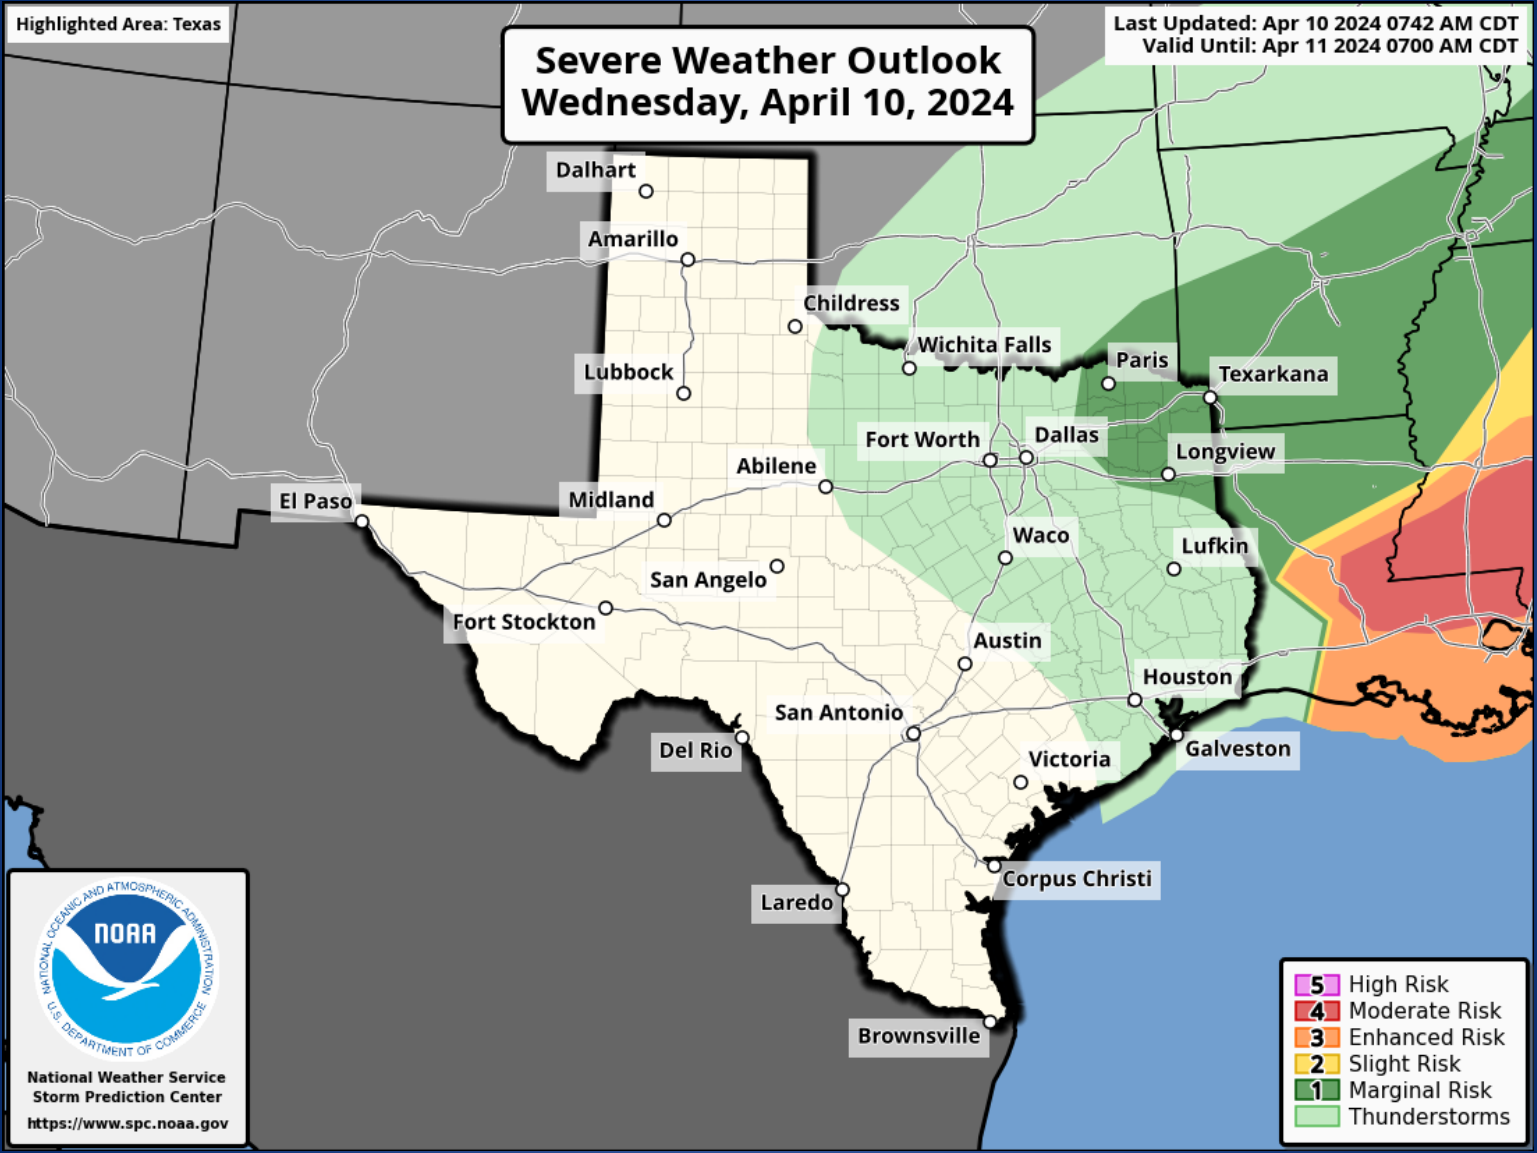 Highlighted Area: Texas
Severe Weather Outlook
Wednesday, April 10, 2024
Last Updated: Apr 10 2024 0742 AM CDT
Valid Until: Apr 11 2024 0700 AM CDT
Dalhart
Amarillo
Childress
Wichita Falls
Paris
Texarkana
Lubbock
Fort Worth
Dallas
Longview
Abilene
El Paso
Midland
Waco
Lufkin
San Angelo
Fort Stockton
Austin
Houston
San Antonio
Del Rio
Galveston
Victoria
Corpus Christi
Laredo
Brownsville
NATIONAL OCEANIC AND ATMOSPHERIC ADMINISTRATION
NOAA
U.S. DEPARTMENT OF COMMERCE
National Weather Service
Storm Prediction Center
https://www.spc.noaa.gov
5 High Risk
4 Moderate Risk
3 Enhanced Risk
2 Slight Risk
1 Marginal Risk
Thunderstorms